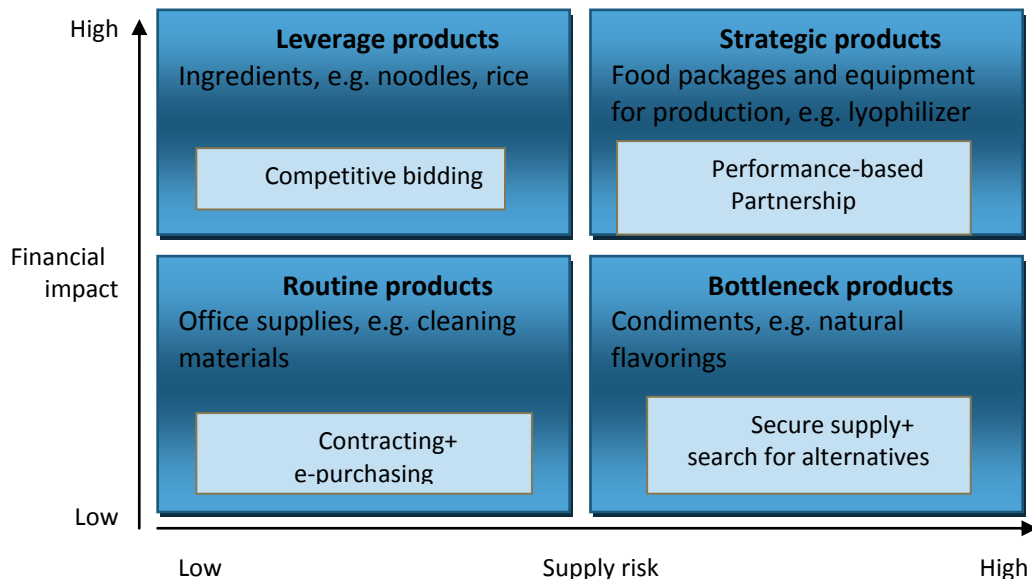 High
Leverage products
Ingredients, e.g. noodles, rice
Competitive bidding
Strategic products
Food packages and equipment
for production, e.g. lyophilizer
Performance-based
Partnership
Financial
impact
Routine products
Office supplies, e.g. cleaning
materials
Contracting+
e-purchasing
Bottleneck products
Condiments, e.g. natural
flavorings
Secure supply+
search for alternatives
Low
Low
Supply risk
High